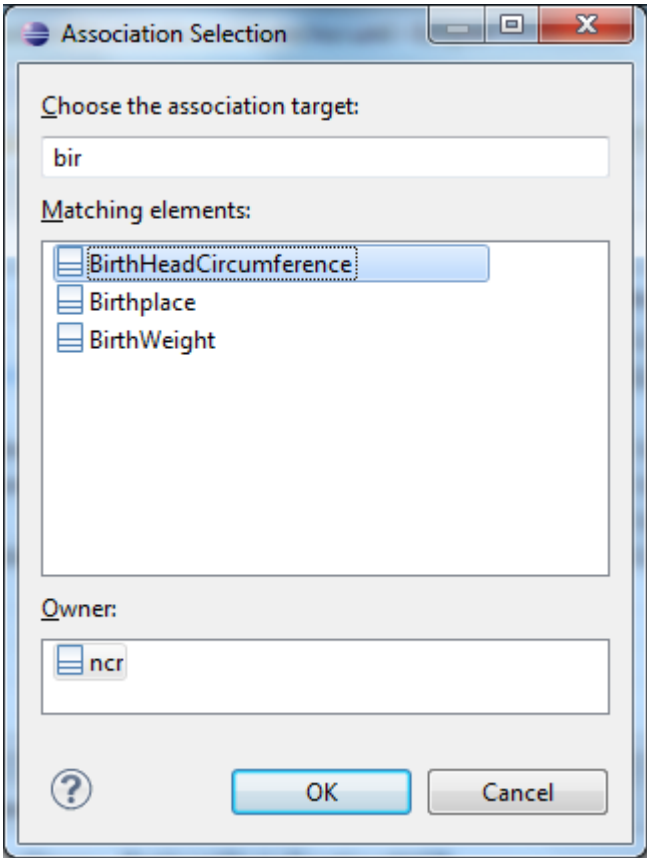 Association Selection
Choose the association target:
bir
Matching elements:
BirthHeadCircumference
Birthplace
BirthWeight
Owner:
ncr
OK Cancel